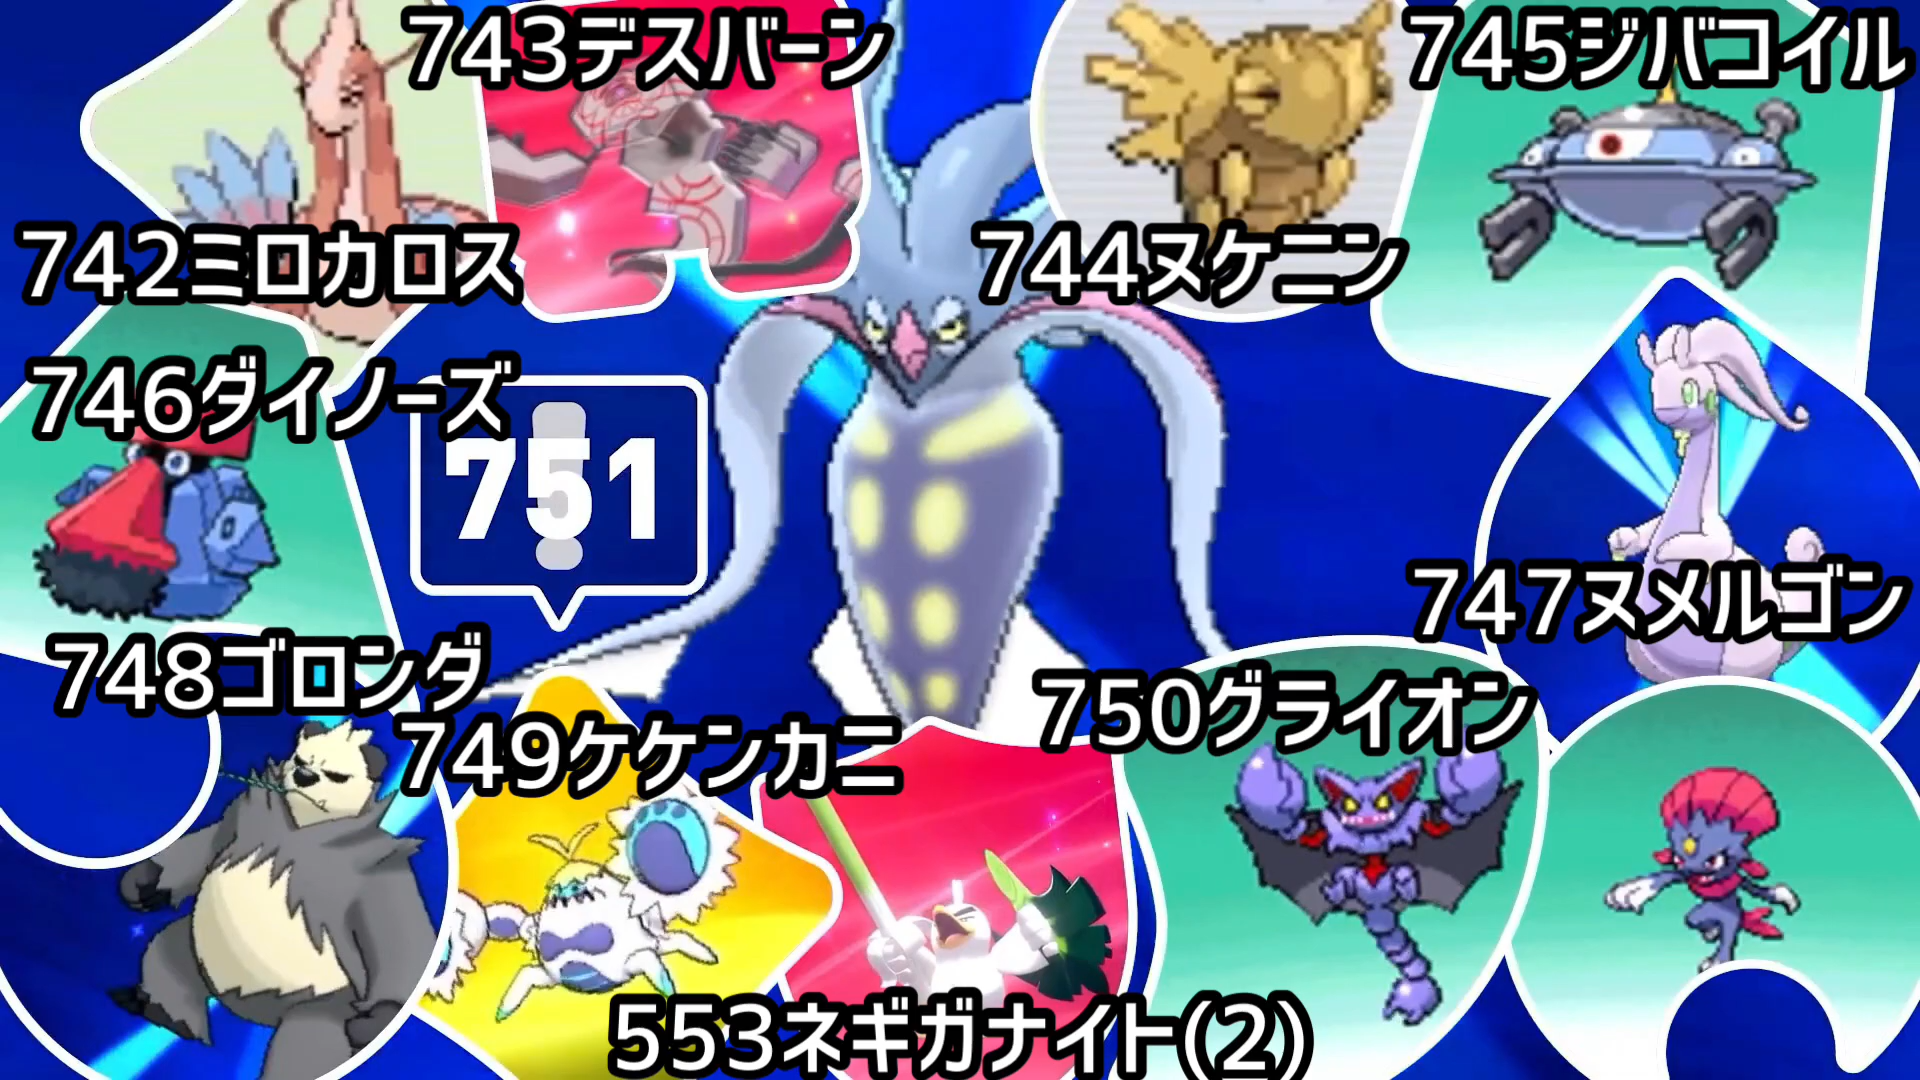 743デスバーン
745ジバコイル
742ミロカロス
744ヌケニン
746ダイノーズ
751
747ヌメルゴン
748ゴロンダ
749ケケンカニ
750グライオン
553ネギガナイト(2)